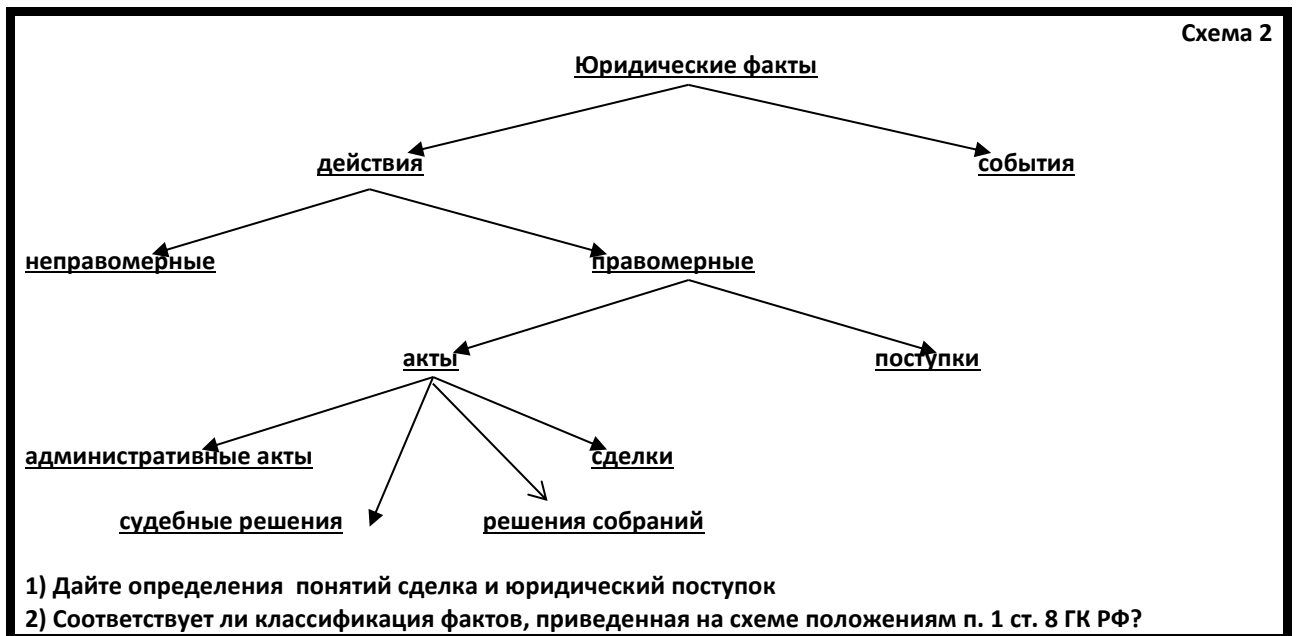 Схема 2
Юридические факты
действия события
неправомерные правомерные
акты поступки
административные акты сделки
судебные решения решения собраний
1) Дайте определения понятий сделка и юридический поступок
2) Соответствует ли классификация фактов, приведенная на схеме положениям п. 1 ст. 8 ГК РФ?